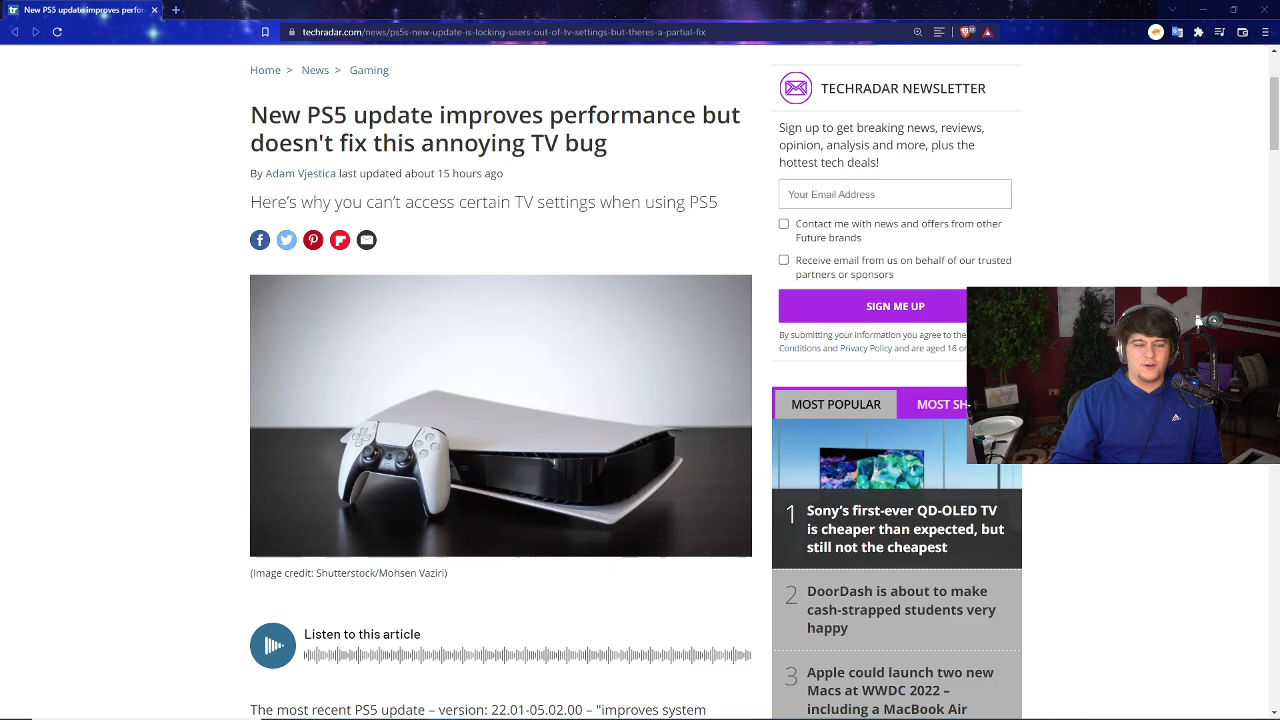 New PS5 update improves perform
techradar.com/news/ps5s-new-update-is-locking-users-out-of-tv-settings-but-theres-a-partial-fix
Home > News > Gaming
New PS5 update improves performance but
doesn't fix this annoying TV bug
By Adam Vjestica last updated about 15 hours ago
Here's why you can't access certain TV settings when using PS5
(Image credit: Shutterstock/Mohsen Vaziri)
Listen to this article
The most recent PS5 update – version: 22.01-05.02.00 – "improves system
TECHRADAR NEWSLETTER
Sign up to get breaking news, reviews,
opinion, analysis and more, plus the
hottest tech deals!
Your Email Address
Contact me with news and offers from other
Future brands
Receive email from us on behalf of our trusted
partners or sponsors
SIGN ME UP
By submitting your information you agree to the
Conditions and Privacy Policy and are aged 16 o
MOST POPULAR
MOST SH
1
Sony's first-ever QD-OLED TV
is cheaper than expected, but
still not the cheapest
2
DoorDash is about to make
cash-strapped students very
happy
3
Apple could launch two new
Macs at WWDC 2022 –
including a MacBook Air